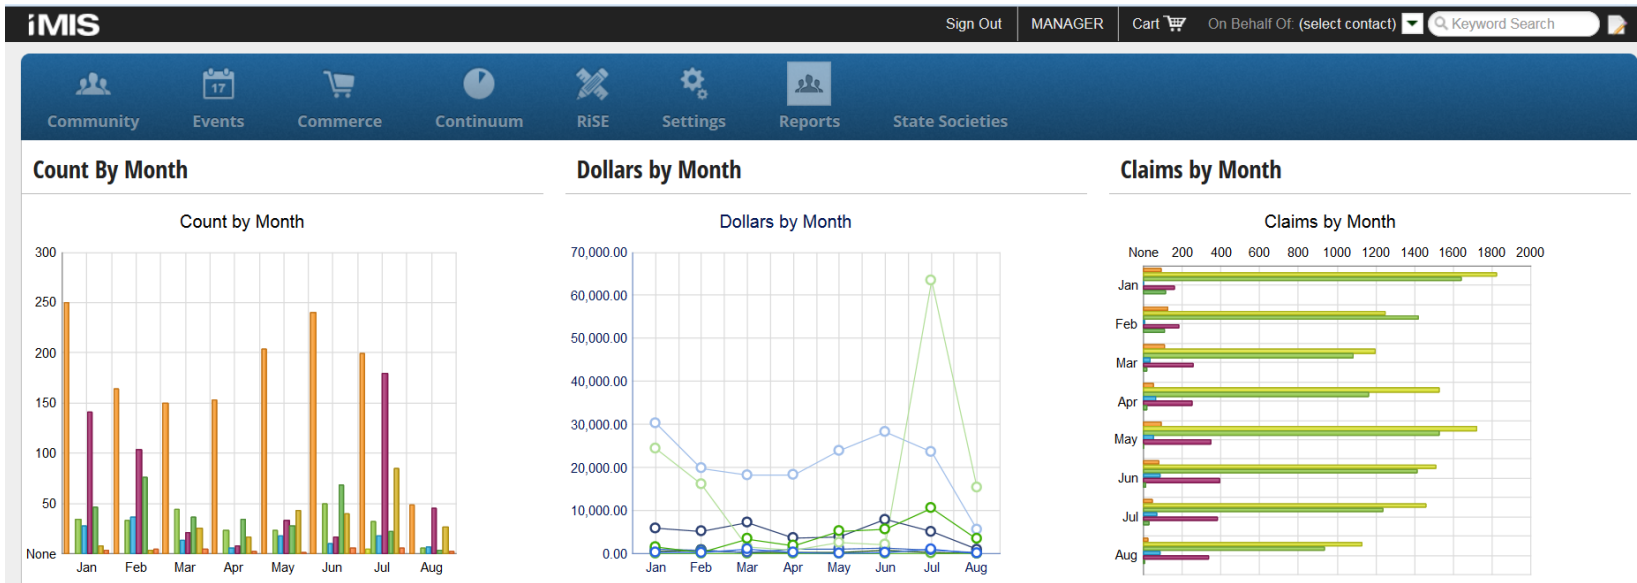 iMIS
Sign Out MANAGER Cart On Behalf Of: (select contact) Keyword Search
17
Community Events Commerce Continuum RiSE Settings Reports State Societies
Count By Month
Count by Month
300
250
200
150
100
50
None
Jan Feb Mar Apr May Jun Jul Aug
Dollars by Month
Dollars by Month
70,000.00
60,000.00
50,000.00
40,000.00
30,000.00
20,000.00
10,000.00
0.00
Jan Feb Mar Apr May Jun Jul Aug
Claims by Month
Claims by Month
None 200 400 600 800 1000 1200 1400 1600 1800 2000
Jan
Feb
Mar
Apr
May
Jun
Jul
Aug